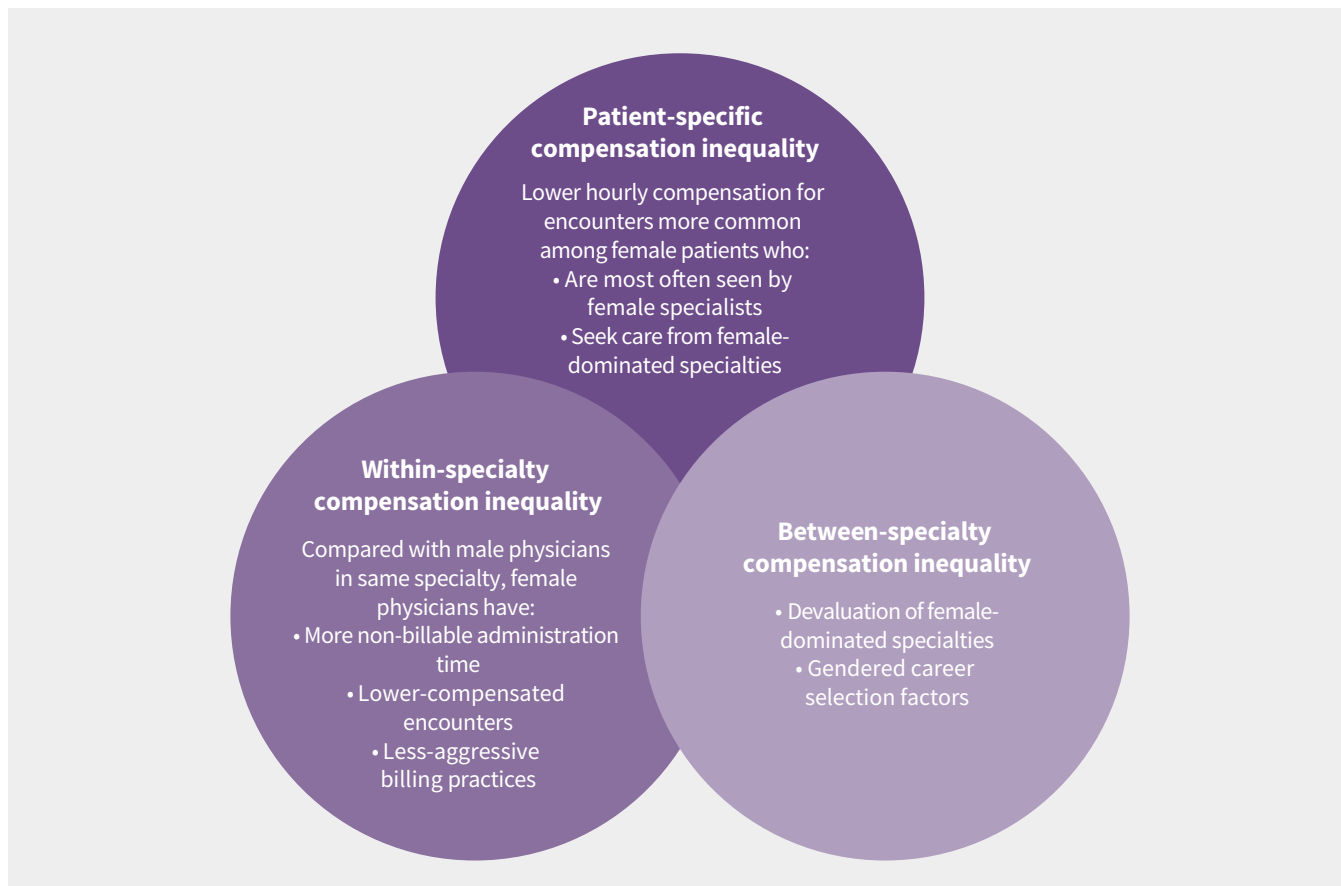 Patient-specific
compensation inequality
Lower hourly compensation for
encounters more common
among female patients who:
• Are most often seen by
female specialists
• Seek care from female-
dominated specialties
Within-specialty
compensation inequality
Compared with male physicians
in same specialty, female
physicians have:
• More non-billable administration
time
• Lower-compensated
encounters
• Less-aggressive
billing practices
Between-specialty
compensation inequality
• Devaluation of female-
dominated specialties
• Gendered career
selection factors